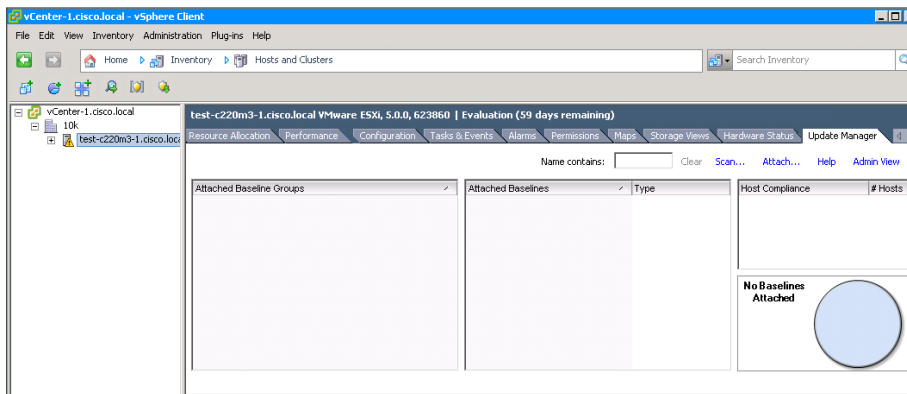 vCenter-1.cisco.local - vSphere Client
File Edit View Inventory Administration Plug-ins Help
Home Inventory Hosts and Clusters
Search Inventory
vCenter-1.cisco.local
10k
test-c220m3-1.cisco.loca
test-c220m3-1.cisco.local VMware ESXi, 5.0.0, 623860 | Evaluation (59 days remaining)
Resource Allocation Performance Configuration Tasks & Events Alarms Permissions Maps Storage Views Hardware Status Update Manager
Name contains: Clear Scan... Attach... Help Admin View
Attached Baseline Groups Attached Baselines Type Host Compliance # Hosts
No Baselines
Attached